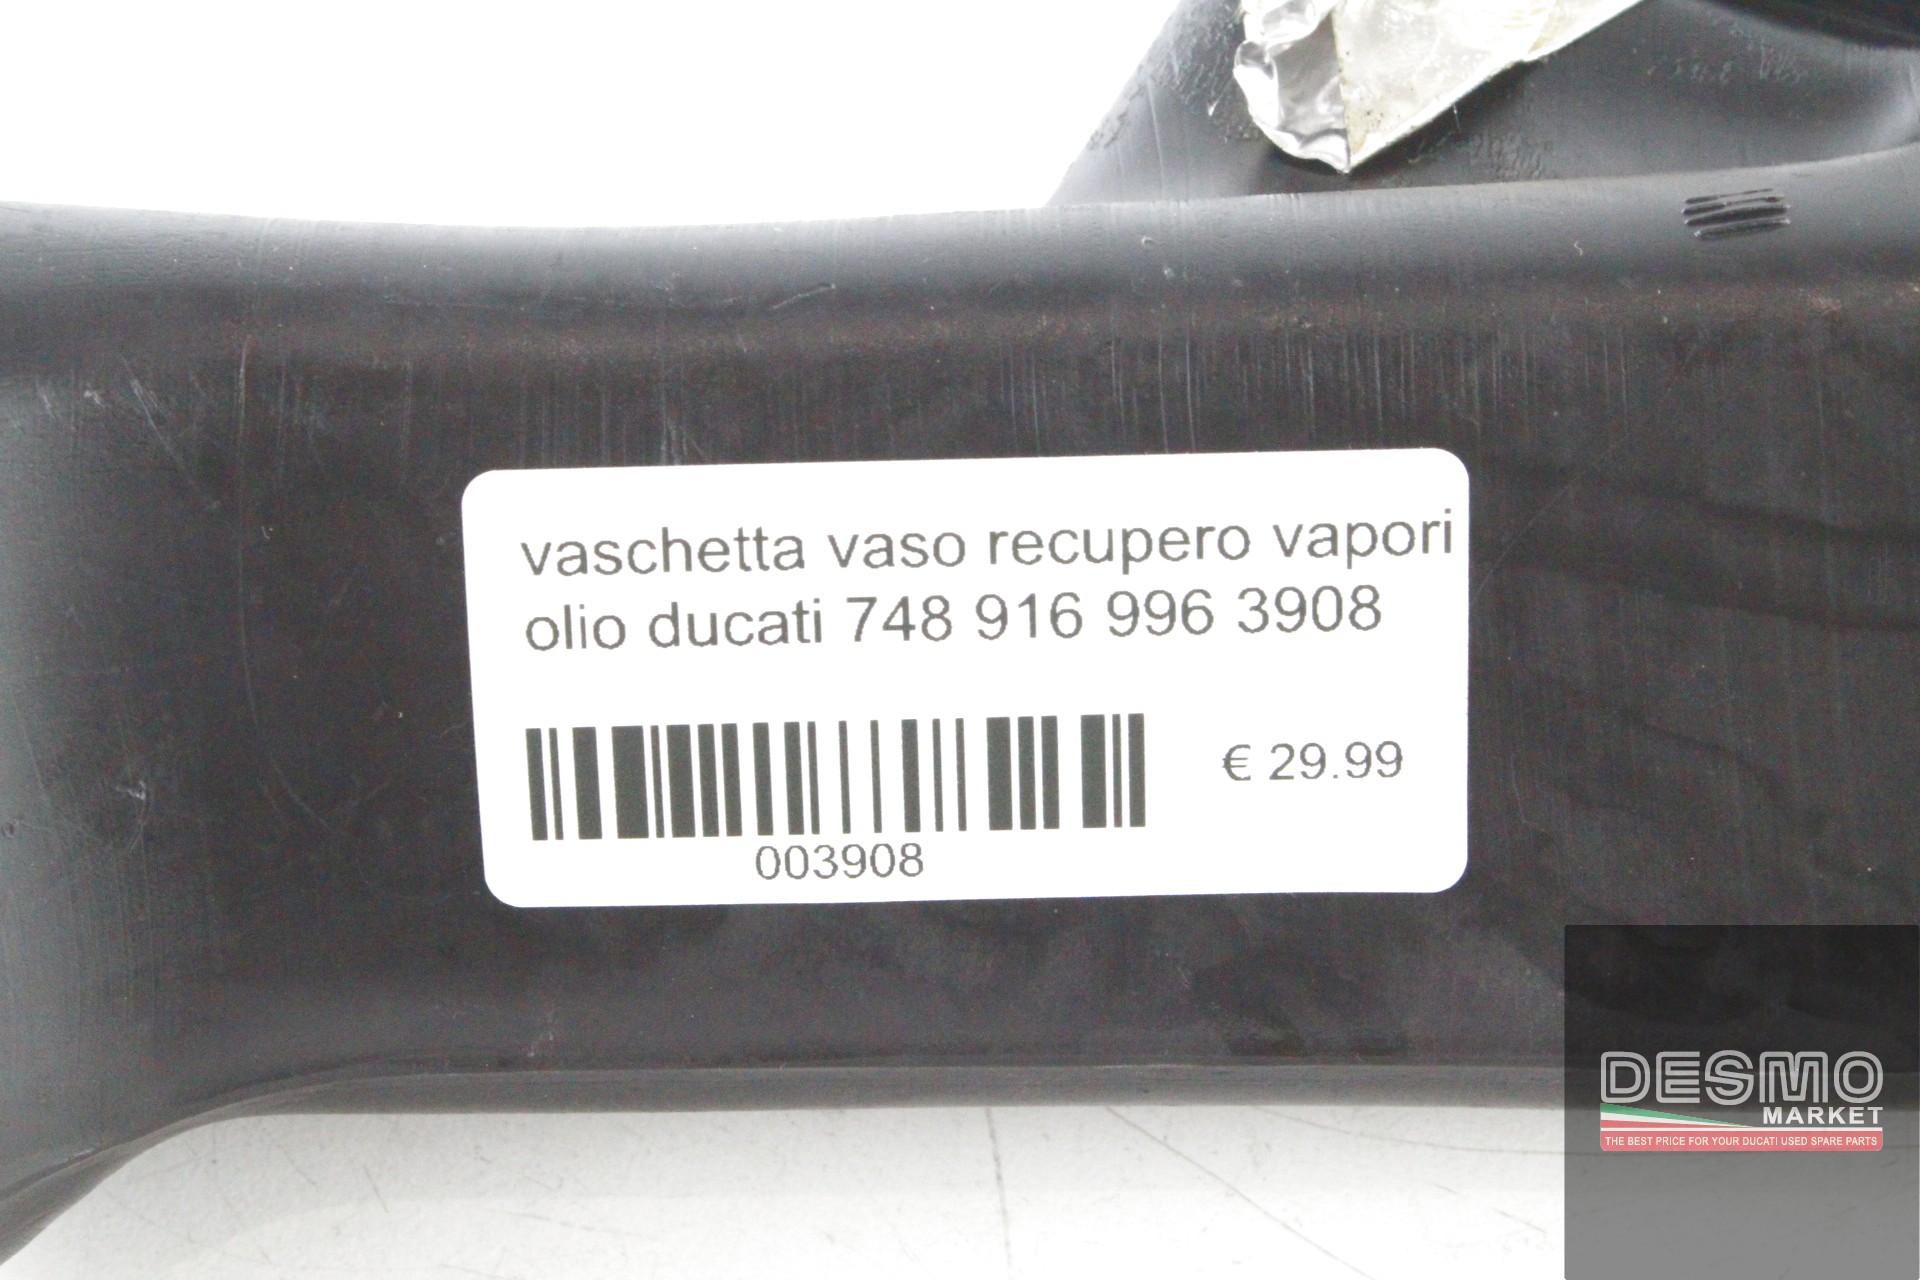 vaschetta vaso recupero vapori
olio ducati 748 916 996 3908
€ 29.99
003908
DESMO
MARKET
THE BEST PRICE FOR YOUR DUCATI USED SPARE PARTS